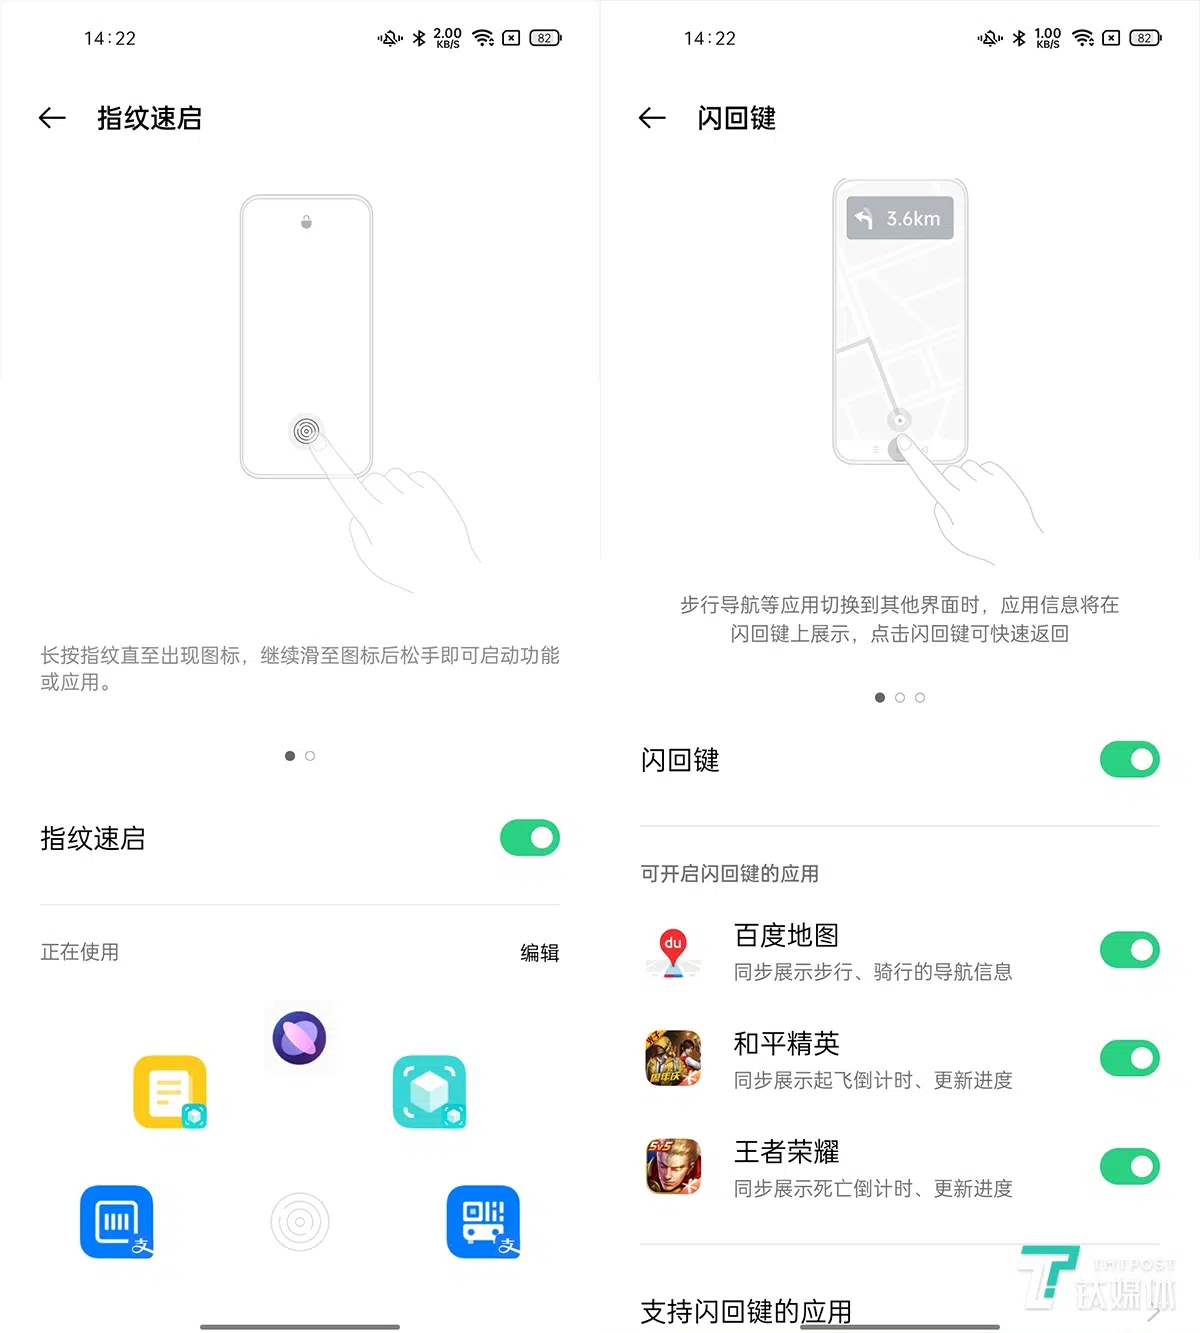 14:22
2.00
KB/S
82
指纹速启
长按指纹直至出现图标，继续滑至图标后松手即可启动功能
或应用。
指纹速启
正在使用
编辑
支
支
14:22
1.00
KB/S
82
闪回键
3.6km
步行导航等应用切换到其他界面时，应用信息将在
闪回键上展示，点击闪回键可快速返回
闪回键
可开启闪回键的应用
du
百度地图
同步展示步行、骑行的导航信息
周年庆
和平精英
同步展示起飞倒计时、更新进度
5v5
王者荣耀
同步展示死亡倒计时、更新进度
支持闪回键的应用
TMTPOST
钛媒体